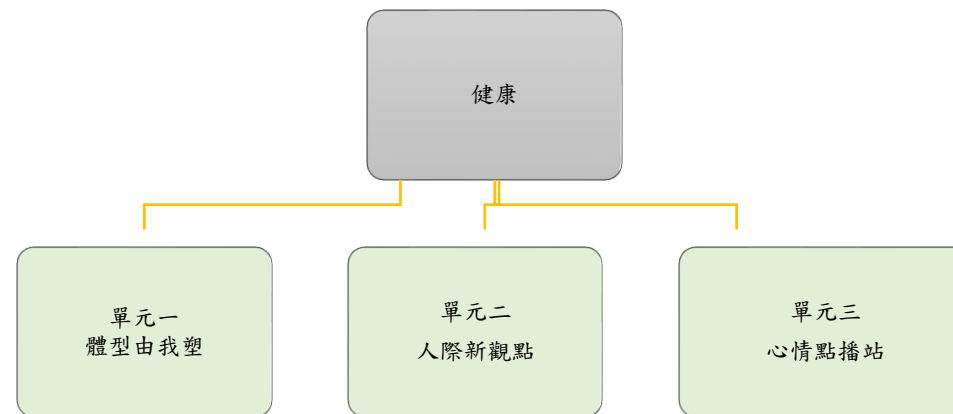 健康
單元一
體型由我塑
單元二
人際新觀點
單元三
心情點播站